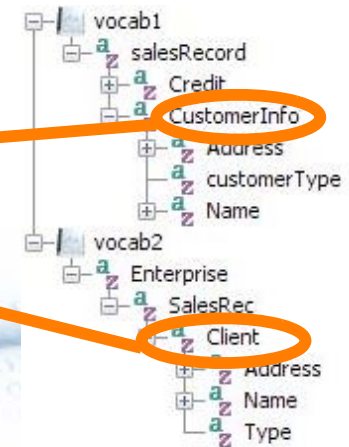 vocab1
salesRecord
Credit
CustomerInfo
Address
customerType
Name
vocab2
Enterprise
SalesRec
Client
Address
Name
Type